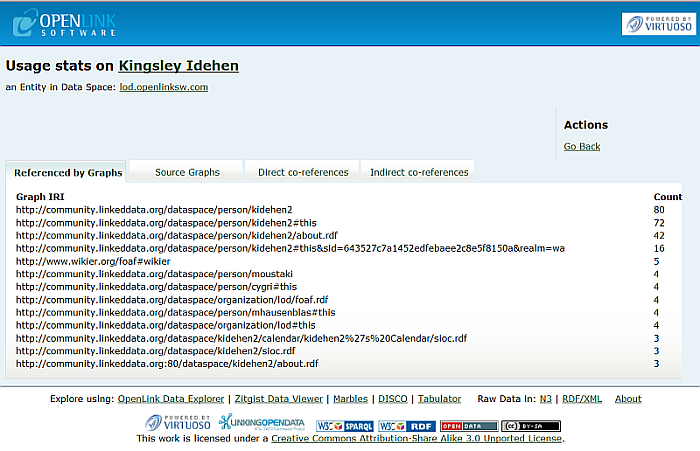 OPENLINK
SOFTWARE
POWERED BY
VIRTUOSO
Usage stats on Kingsley Idehen
an Entity in Data Space: lod.openlinksw.com
Actions
Go Back
Referenced by Graphs Source Graphs Direct co-references Indirect co-references
Graph IRI Count
http://community.linkeddata.org/dataspace/person/kidehen2 80
http://community.linkeddata.org/dataspace/person/kidehen2#this 72
http://community.linkeddata.org/dataspace/person/kidehen2/about.rdf 42
http://community.linkeddata.org/dataspace/person/kidehen2#this&sid=643527c7a1452edfebaee2c8e5f8150a&realm=wa 16
http://www.wikier.org/foaf#wikier 5
http://community.linkeddata.org/dataspace/person/moustaki 4
http://community.linkeddata.org/dataspace/person/cygri#this 4
http://community.linkeddata.org/dataspace/organization/lod/foaf.rdf 4
http://community.linkeddata.org/dataspace/person/mhausenblas#this 4
http://community.linkeddata.org/dataspace/organization/lod#this 4
http://community.linkeddata.org/dataspace/kidehen2/calendar/kidehen2%27s%20Calendar/sioc.rdf 3
http://community.linkeddata.org/dataspace/kidehen2/sioc.rdf 3
http://community.linkeddata.org:80/dataspace/kidehen2/about.rdf 3
Explore using: OpenLink Data Explorer | Zitgist Data Viewer | Marbles | DISCO | Tabulator Raw Data in: N3 | RDF/XML About
POWERED BY
VIRTUOSO LINKINGOPENDATA W3C SPARQL W3C RDF OPEN DATA CC BY-SA
This work is licensed under a Creative Commons Attribution-Share Alike 3.0 Unported License.